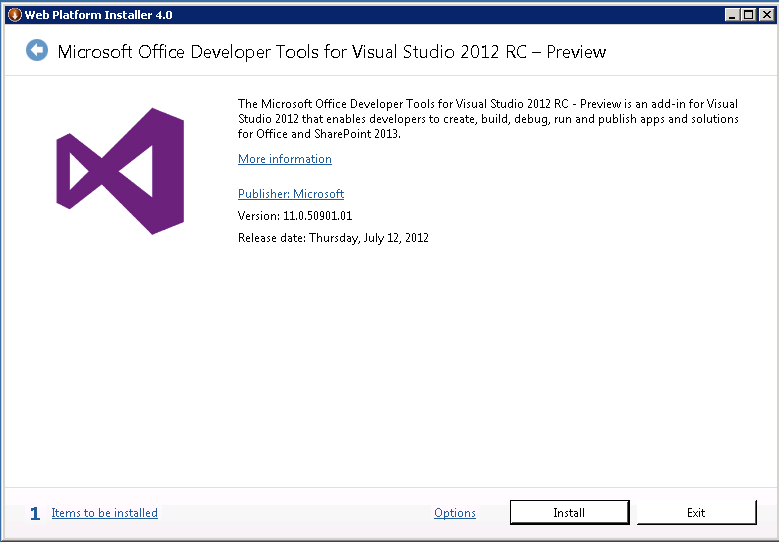 Web Platform Installer 4.0
Microsoft Office Developer Tools for Visual Studio 2012 RC – Preview
The Microsoft Office Developer Tools for Visual Studio 2012 RC - Preview is an add-in for Visual
Studio 2012 that enables developers to create, build, debug, run and publish apps and solutions
for Office and SharePoint 2013.
More information
Publisher: Microsoft
Version: 11.0.50901.01
Release date: Thursday, July 12, 2012
1 Items to be installed Options Install Exit